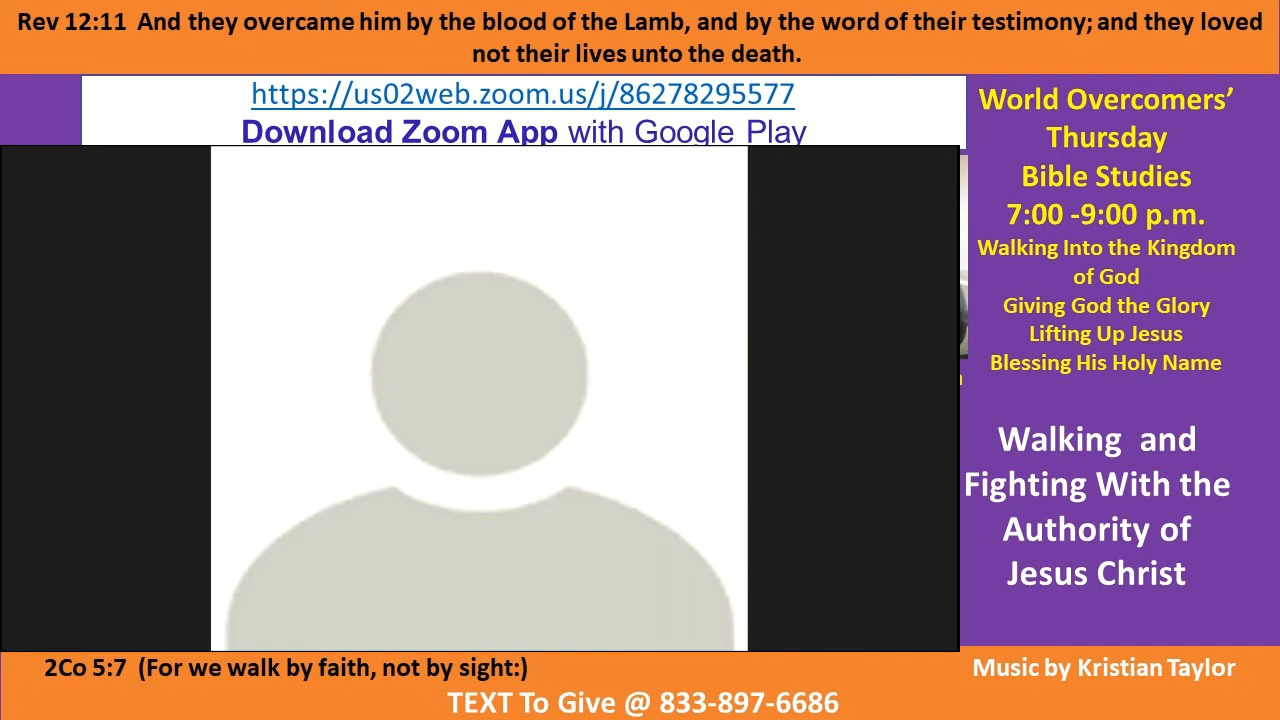 Rev 12:11  And they overcame him by the blood of the Lamb, and by the word of their testimony; and they loved
not their lives unto the death.
https://us02web.zoom.us/j/86278295577
Download Zoom App with Google Play
World Overcomers’
Thursday
Bible Studies
7:00 -9:00 p.m.
Walking Into the Kingdom
of God
Giving God the Glory
Lifting Up Jesus
Blessing His Holy Name
Walking  and
Fighting With the
Authority of
Jesus Christ
2Co 5:7  (For we walk by faith, not by sight:)
Music by Kristian Taylor
TEXT To Give @ 833-897-6686